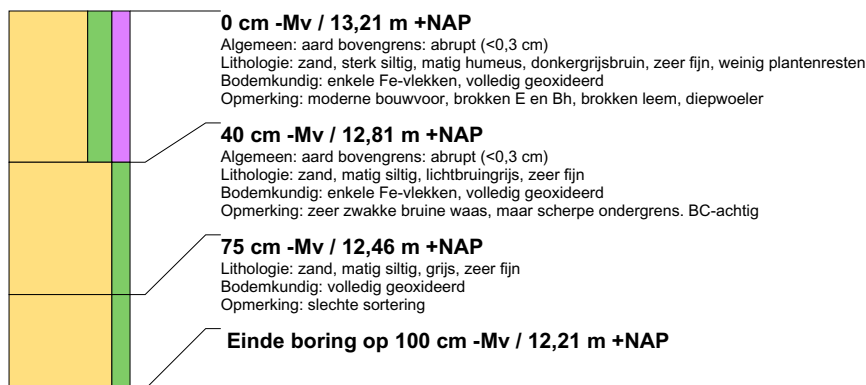 0 cm -Mv / 13,21 m +NAP
Algemeen: aard bovengrens: abrupt (<0,3 cm)
Lithologie: zand, sterk siltig, matig humeus, donkergrijsbruin, zeer fijn, weinig plantenresten
Bodemkundig: enkele Fe-vlekken, volledig geoxideerd
Opmerking: moderne bouwvoor, brokken E en Bh, brokken leem, diepwoeler
40 cm -Mv / 12,81 m +NAP
Algemeen: aard bovengrens: abrupt (<0,3 cm)
Lithologie: zand, matig siltig, lichtbruingrijs, zeer fijn
Bodemkundig: enkele Fe-vlekken, volledig geoxideerd
Opmerking: zeer zwakke bruine waas, maar scherpe ondergrens. BC-achtig
75 cm -Mv / 12,46 m +NAP
Lithologie: zand, matig siltig, grijs, zeer fijn
Bodemkundig: volledig geoxideerd
Opmerking: slechte sortering
Einde boring op 100 cm -Mv / 12,21 m +NAP